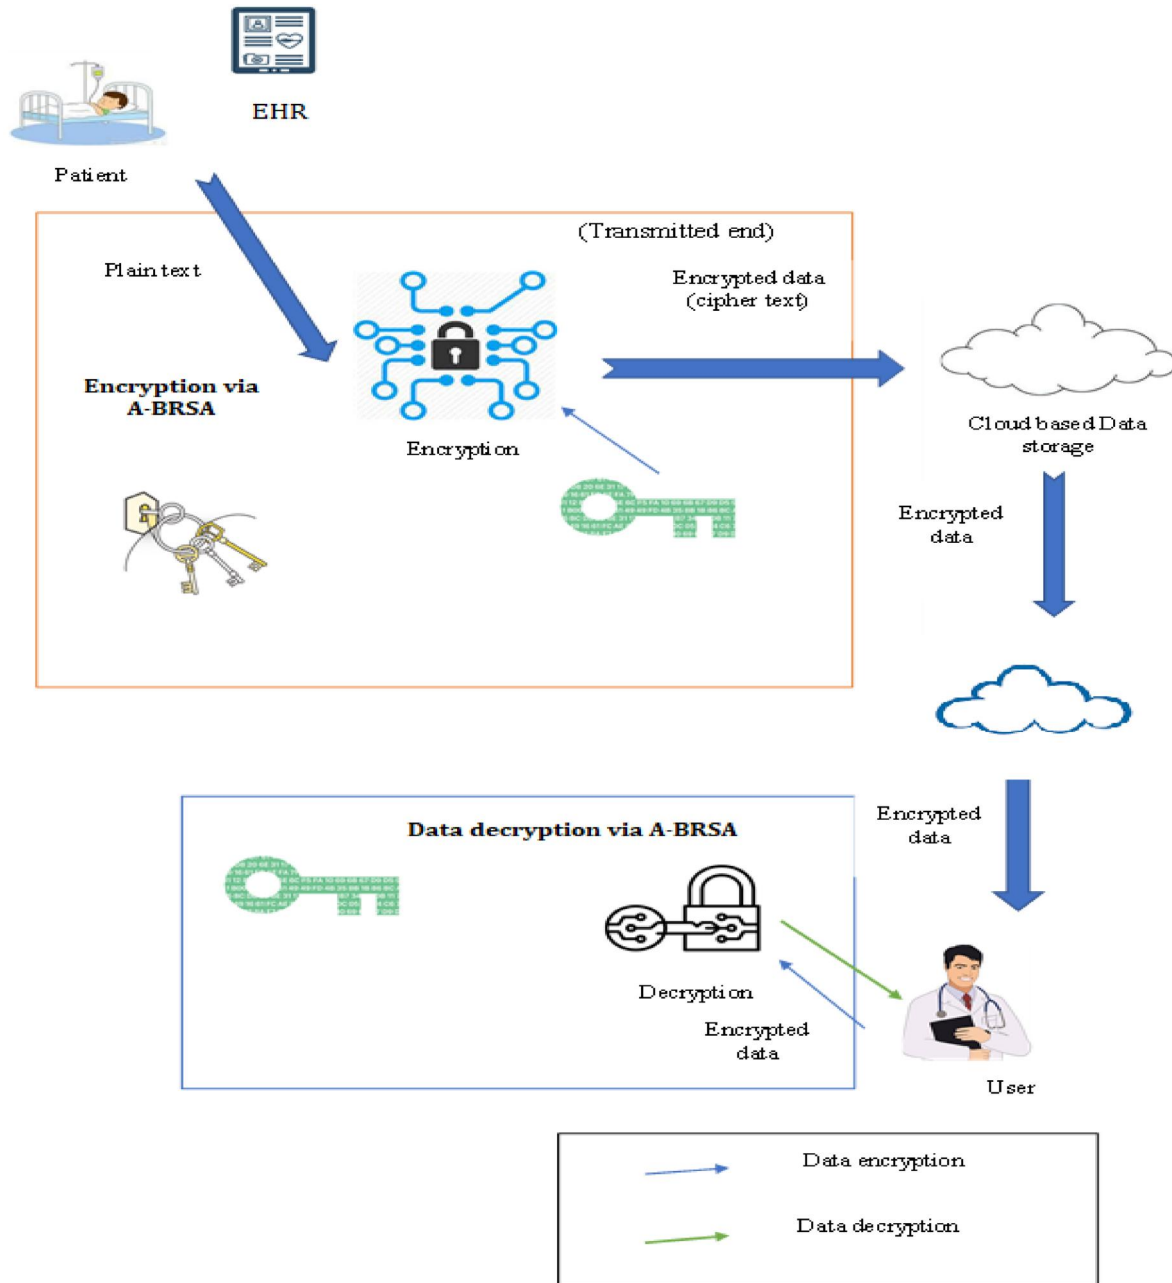 EHR
Patient
(Transmitted end)
Plain text
Encrypted data
(cipher text)
Encryption via
A-BRSA
Encryption
Cloud based Data
storage
Encrypted
data
Encrypted
data
Data decryption via A-BRSA
Decryption
Encrypted
data
User
Data encryption
Data decryption